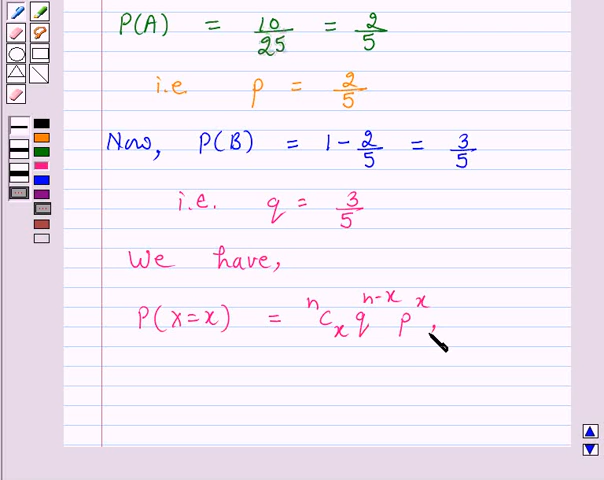 P(A) = 10/25 = 2/5
i.e p = 2/5
Now, P(B) = 1 - 2/5 = 3/5
i.e. q = 3/5
We have,
P(X=x) = ⁿCₓ qⁿ⁻ˣ pˣ,